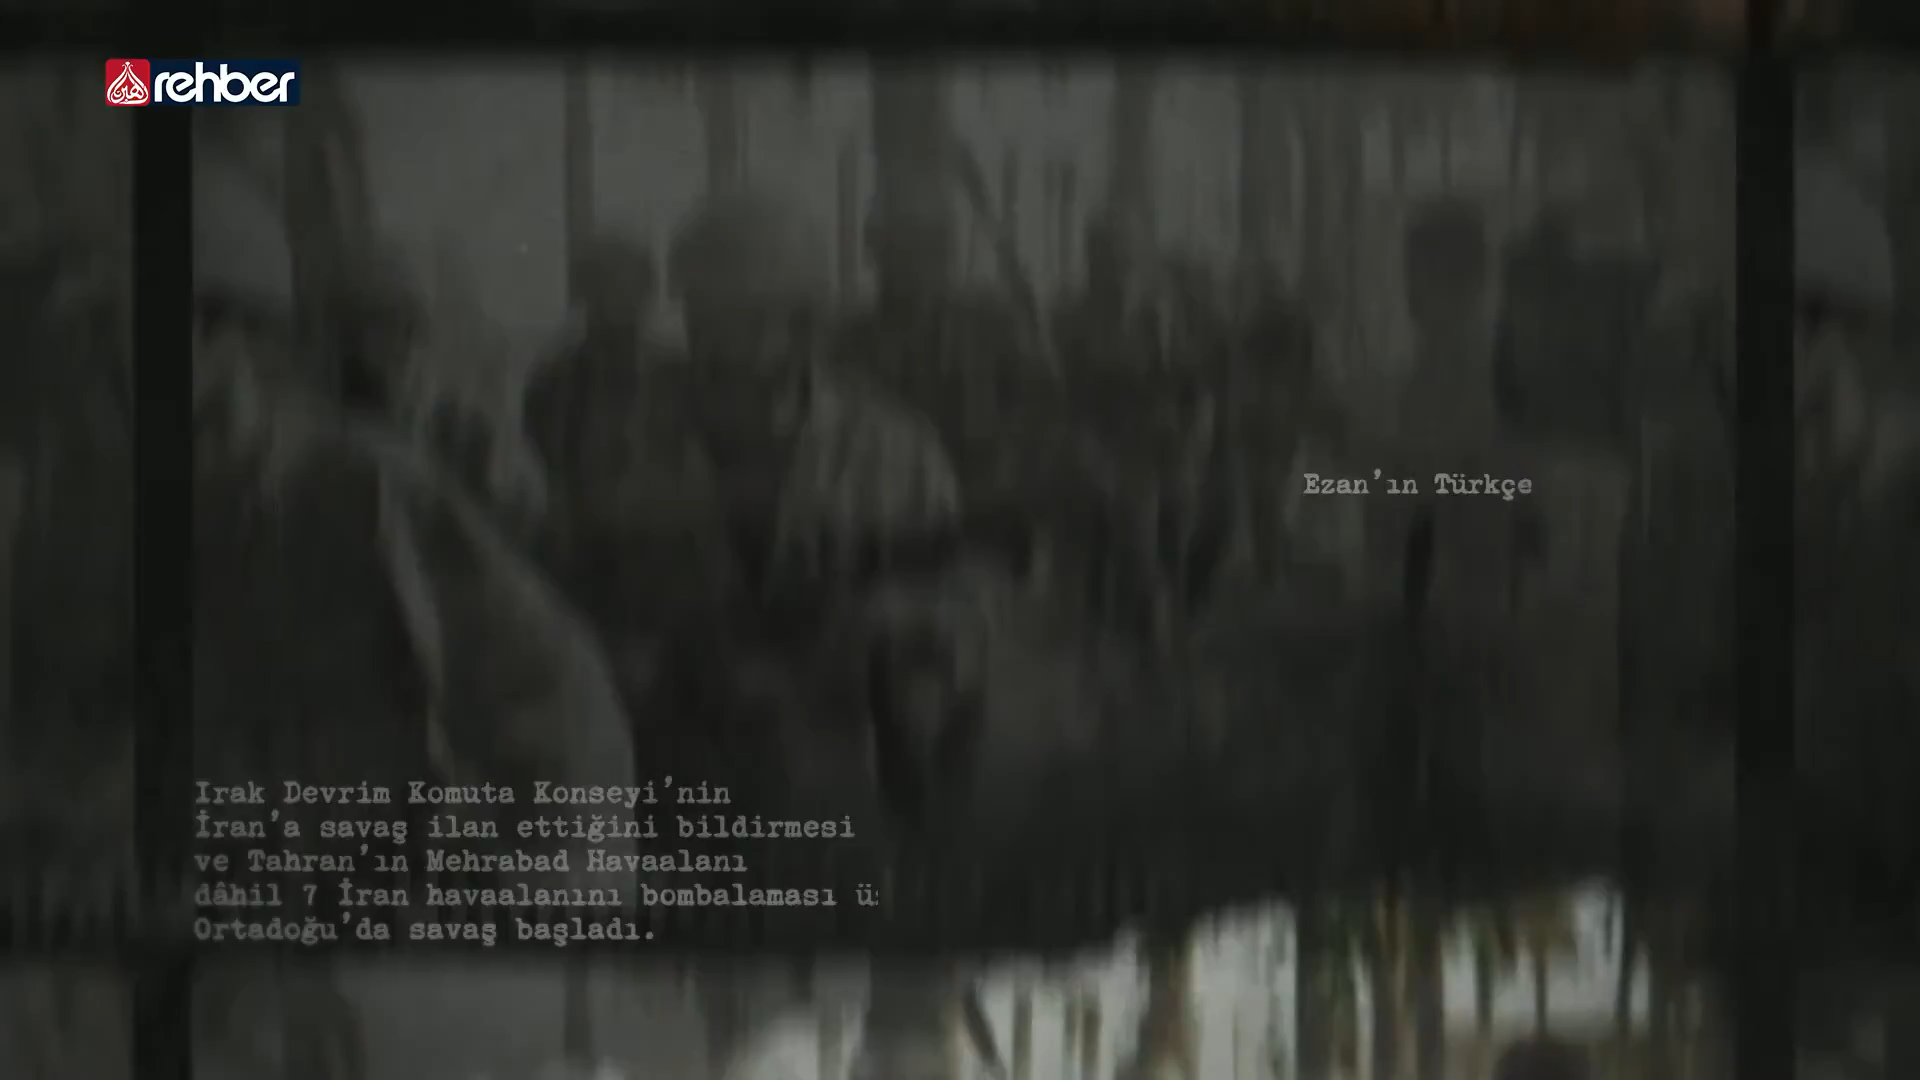 rehber
Ezan'ın Türkçe
Irak Devrim Komuta Konseyi'nin
İran'a savaş ilan ettiğini bildirmesi
ve Tahran'ın Mehrabad Havaalanı
dâhil 7 İran havaalanını bombalaması
Ortadoğu'da savaş başladı.